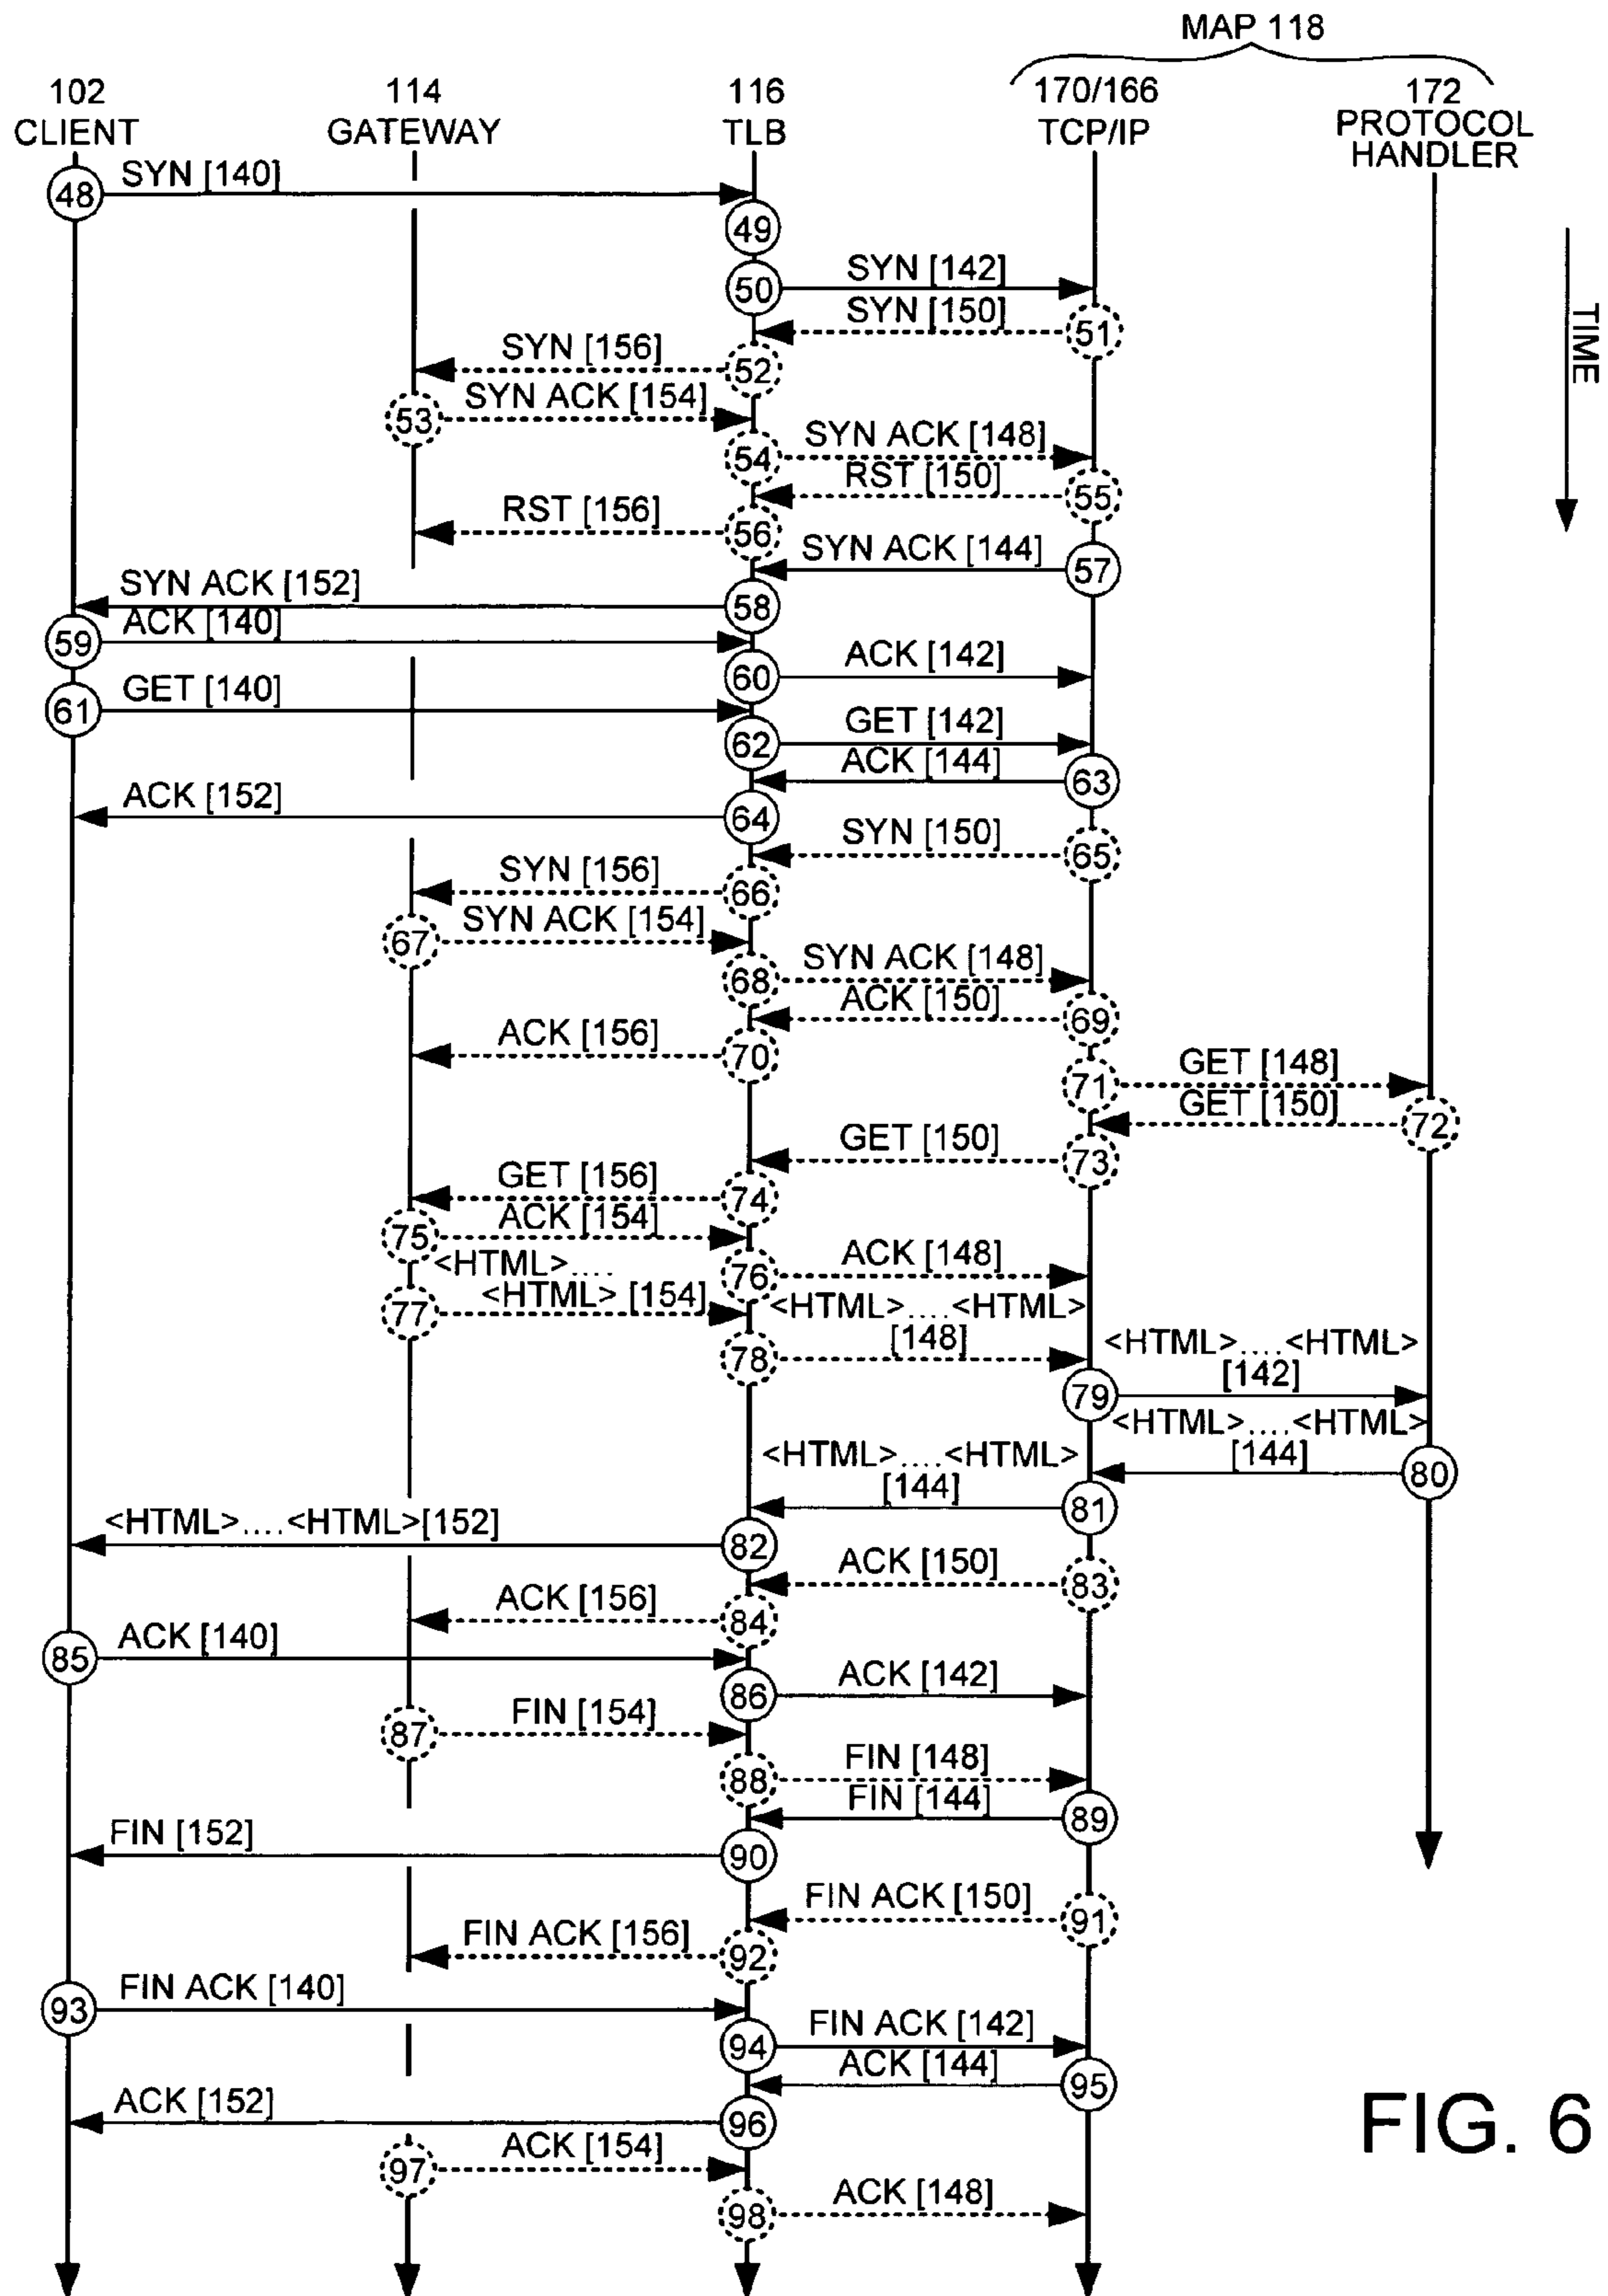 MAP 118
102
CLIENT
114
GATEWAY
116
TLB
170/166
TCP/IP
172
PROTOCOL
HANDLER
TIME
48 SYN [140]
49
50 SYN [142]
SYN [150] 51
SYN [156] 52
53 SYN ACK [154]
54 SYN ACK [148]
RST [150] 55
RST [156] 56
SYN ACK [144] 57
SYN ACK [152] 58
59 ACK [140]
60 ACK [142]
61 GET [140]
62 GET [142]
ACK [144] 63
ACK [152] 64
SYN [150] 65
SYN [156] 66
67 SYN ACK [154]
68 SYN ACK [148]
ACK [150] 69
ACK [156] 70
71 GET [148]
GET [150] 72
GET [150] 73
GET [156] 74
75 ACK [154]
76 ACK [148]
<HTML>....
77 <HTML> [154]
<HTML>....<HTML>
78 [148]
<HTML>....<HTML>
79 [142]
<HTML>....<HTML>
[144] 80
<HTML>....<HTML>
[144] 81
<HTML>....<HTML>[152] 82
ACK [150] 83
ACK [156] 84
85 ACK [140]
86 ACK [142]
87 FIN [154]
88 FIN [148]
FIN [144] 89
FIN [152] 90
FIN ACK [150] 91
FIN ACK [156] 92
93 FIN ACK [140]
94 FIN ACK [142]
ACK [144] 95
ACK [152] 96
97 ACK [154]
98 ACK [148]
FIG. 6